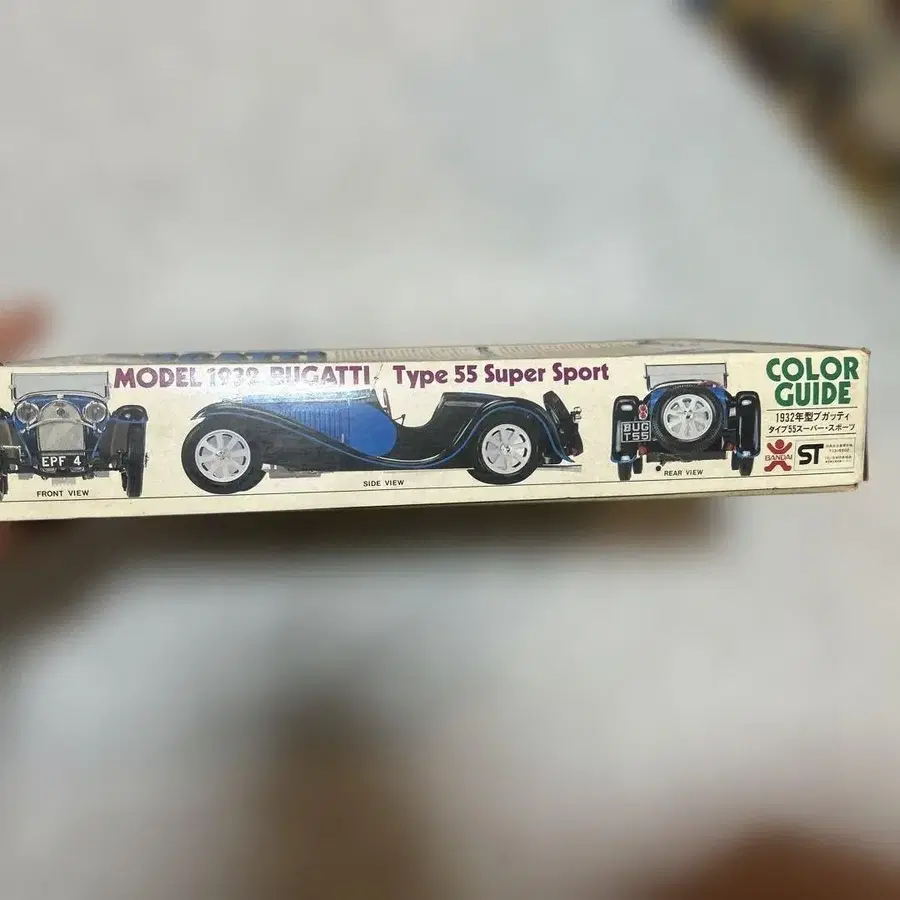 MODEL 1932 BUGATTI Type 55 Super Sport
EPF 4
FRONT VIEW
SIDE VIEW
BUG
T55
REAR VIEW
COLOR
GUIDE
1932年型ブガッティ
タイプ55スーパー・スポーツ
BANDAI
ST